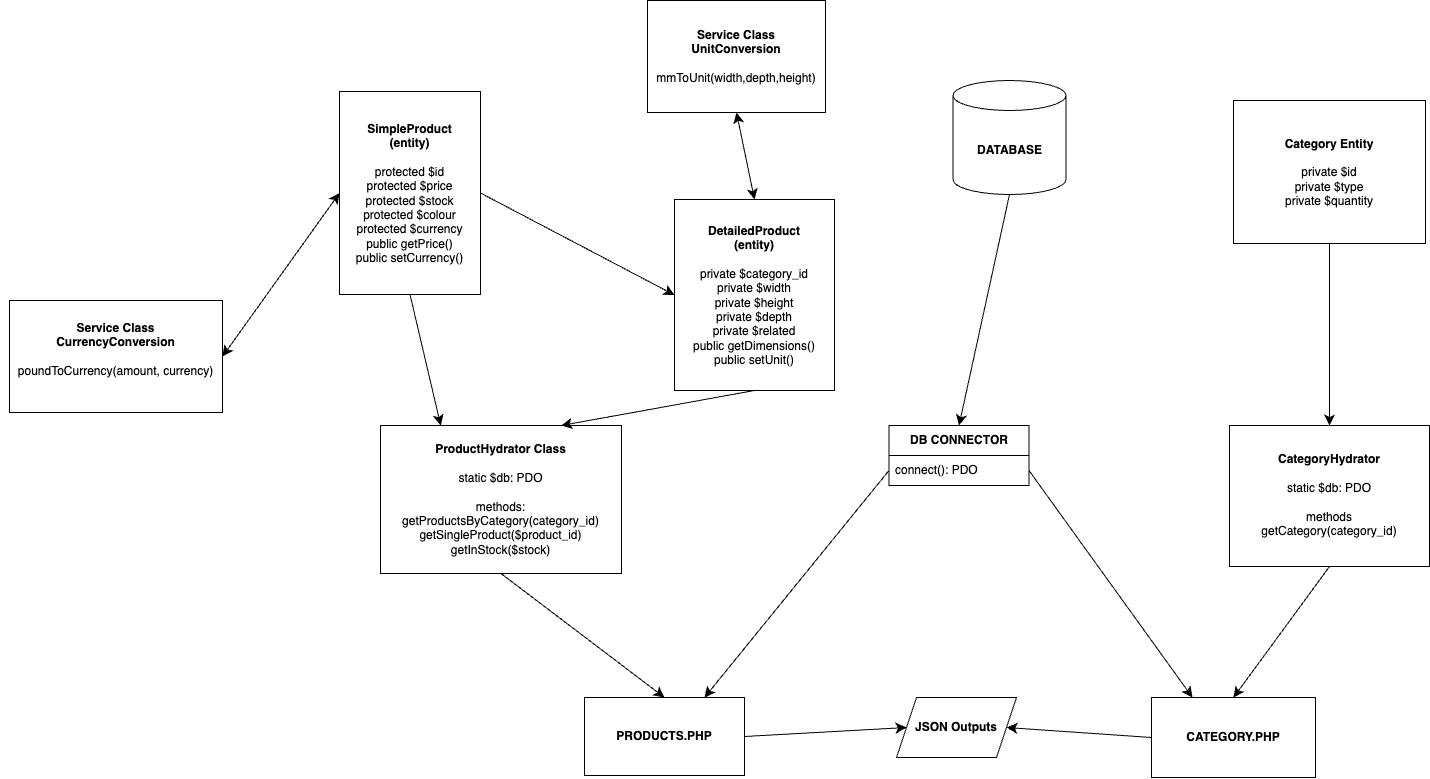 Service Class
UnitConversion
mmToUnit(width,depth,height)
SimpleProduct
(entity)
protected $id
protected $price
protected $stock
protected $colour
protected $currency
public getPrice()
public setCurrency()
DATABASE
Category Entity
private $id
private $type
private $quantity
DetailedProduct
(entity)
private $category_id
private $width
private $height
private $depth
private $related
public getDimensions()
public setUnit()
Service Class
CurrencyConversion
poundToCurrency(amount, currency)
ProductHydrator Class
static $db: PDO
methods:
getProductsByCategory(category_id)
getSingleProduct($product_id)
getInStock($stock)
DB CONNECTOR
connect(): PDO
CategoryHydrator
static $db: PDO
methods
getCategory(category_id)
PRODUCTS.PHP
JSON Outputs
CATEGORY.PHP